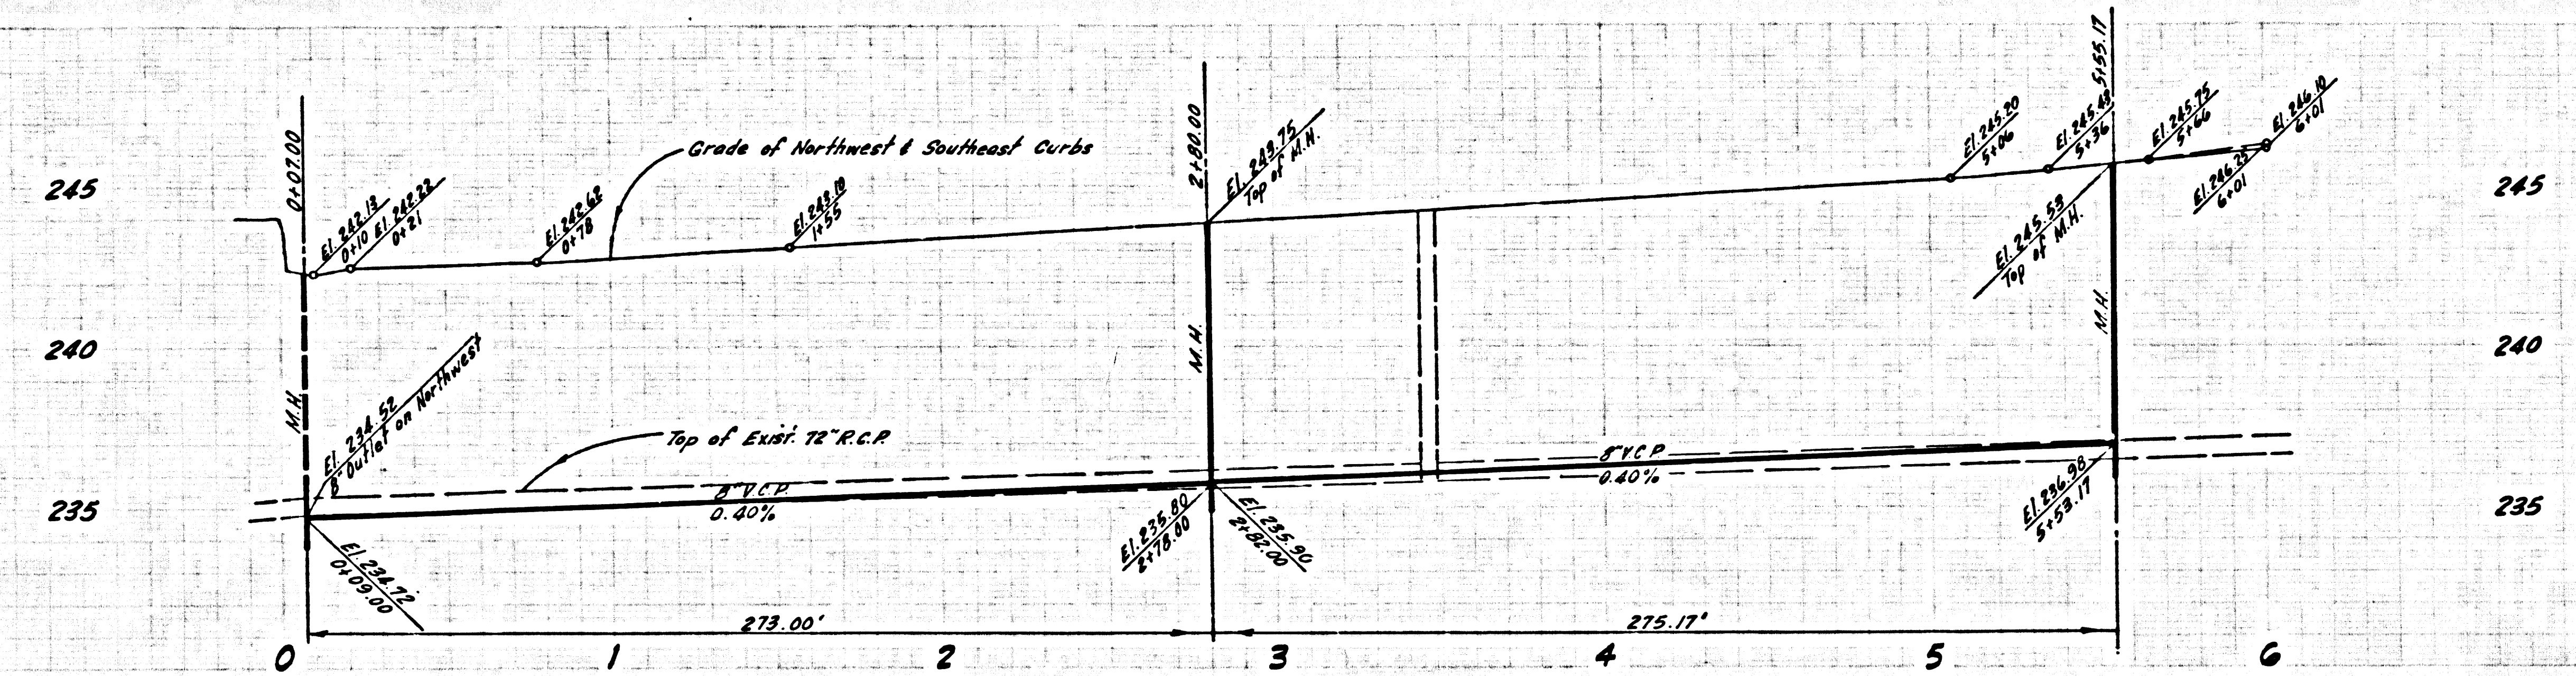 5+55.17
0+07.00
2+80.00
El. 243.75
Top of M.H.
El. 245.20
5+06
El. 245.43
5+36
El. 245.75
5+66
El. 246.10
6+01
Grade of Northwest & Southeast Curbs
245
245
El. 242.13
0+10
El. 242.22
0+21
El. 242.62
0+78
El. 243.10
1+55
El. 246.25
6+01
El. 245.53
Top of M.H.
240
240
M.H.
M.H.
M.H.
El. 234.52
8" Outlet on Northwest
Top of Exist. 72" R.C.P.
8" V.C.P.
0.40%
8" V.C.P
0.40%
235
235
El. 234.72
0+09.00
El. 235.80
2+78.00
El. 235.90
2+82.00
El. 236.98
5+53.17
273.00'
275.17'
0 1 2 3 4 5 6